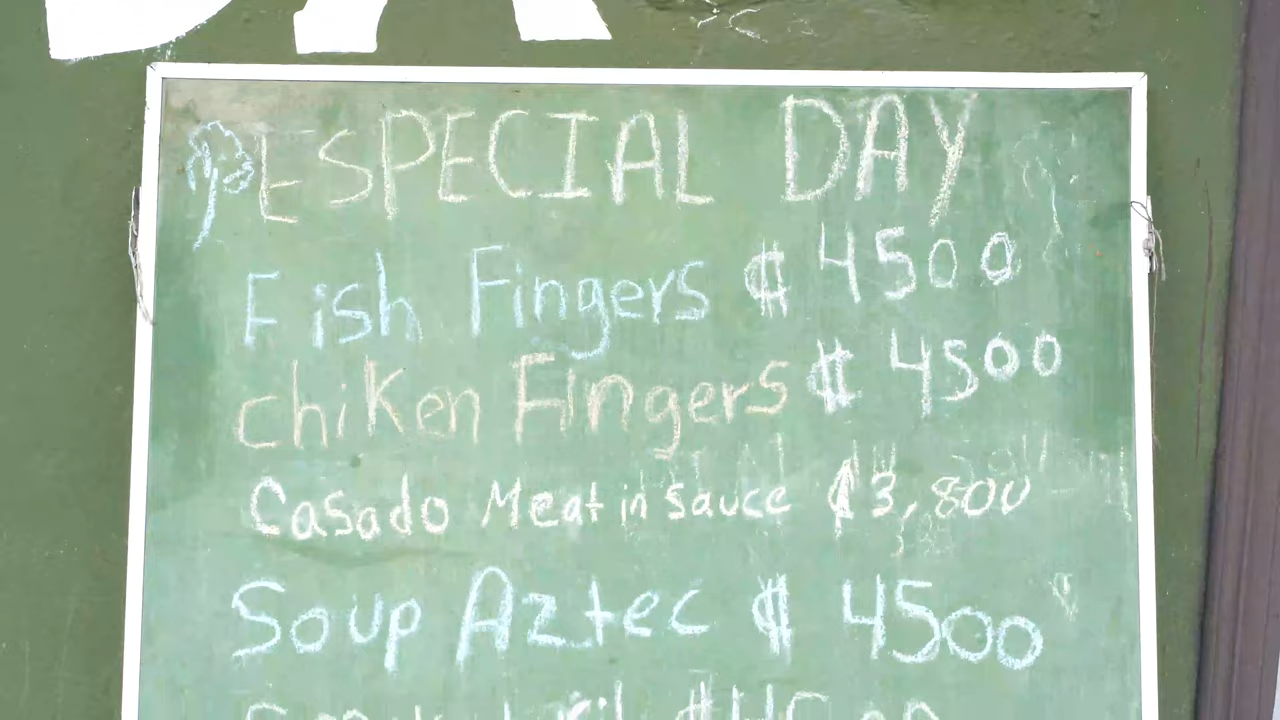 ESPECIAL DAY
Fish Fingers ₡ 4500
chiken Fingers ₡ 4500
Casado Meat in sauce ₡3,800
Soup Aztec ₡ 4500